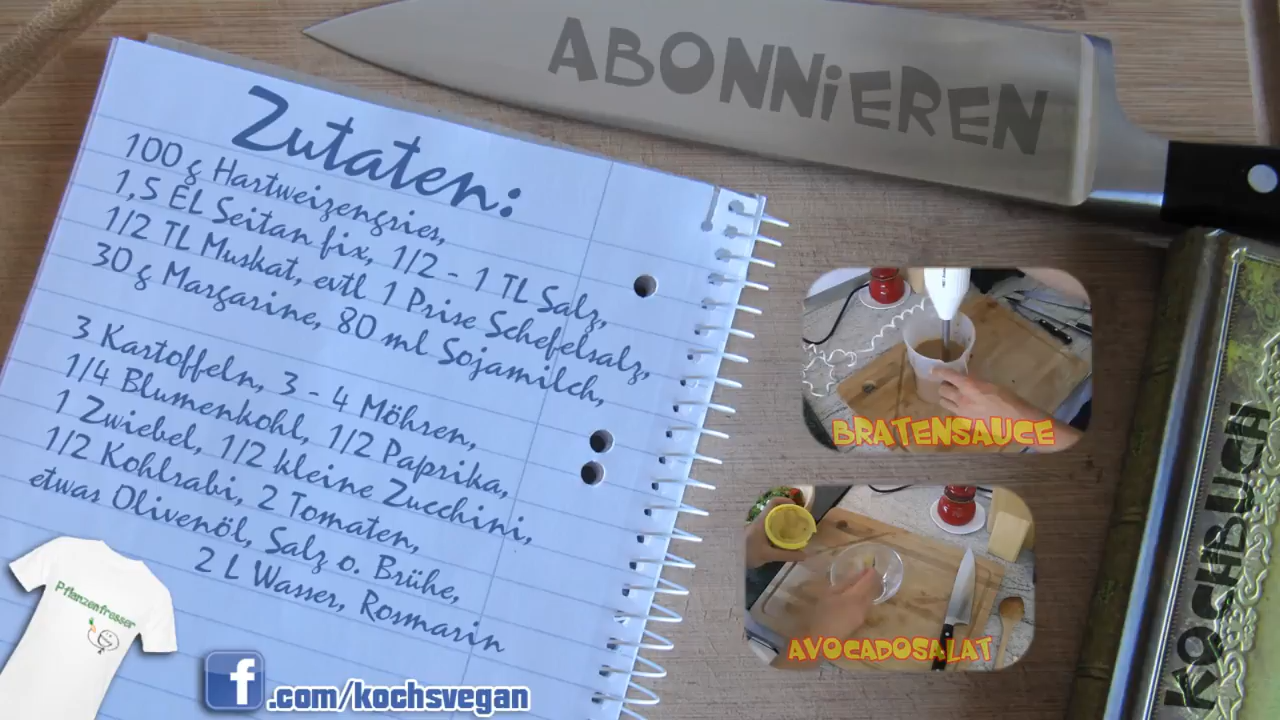 ABONNiEREN
Zutaten:
100 g Hartweizengries,
1,5 EL Seitan fix, 1/2 - 1 TL Salz,
1/2 TL Muskat, evtl 1 Prise Schefelsalz,
30 g Margarine, 80 ml Sojamilch,
3 Kartoffeln, 3 - 4 Möhren,
1/4 Blumenkohl, 1/2 Paprika,
1 Zwiebel, 1/2 kleine Zucchini,
1/2 Kohlrabi, 2 Tomaten,
etwas Olivenöl, Salz o. Brühe,
2 L Wasser, Rosmarin
BRATENSAUCE
AVOCADOSALAT
KOCHBUCH
Pflanzenfresser
f .com/kochsvegan